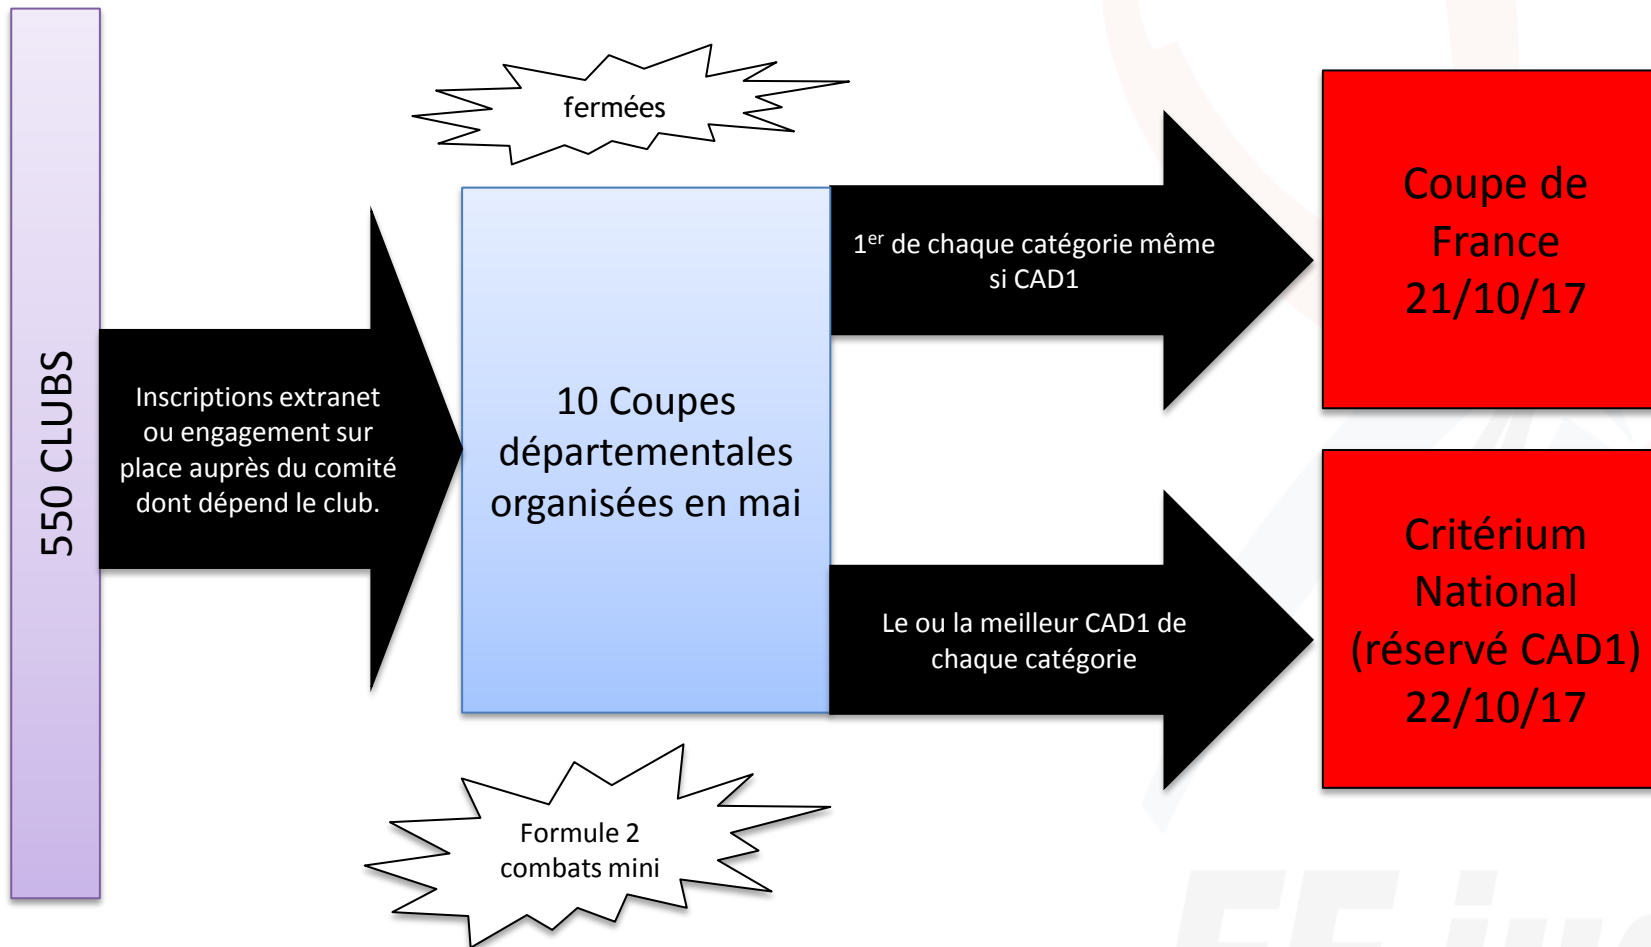 550 CLUBS
Inscriptions extranet
ou engagement sur
place auprès du comité
dont dépend le club.
fermées
10 Coupes
départementales
organisées en mai
Formule 2
combats mini
1er de chaque catégorie même
si CAD1
Coupe de
France
21/10/17
Le ou la meilleur CAD1 de
chaque catégorie
Critérium
National
(réservé CAD1)
22/10/17